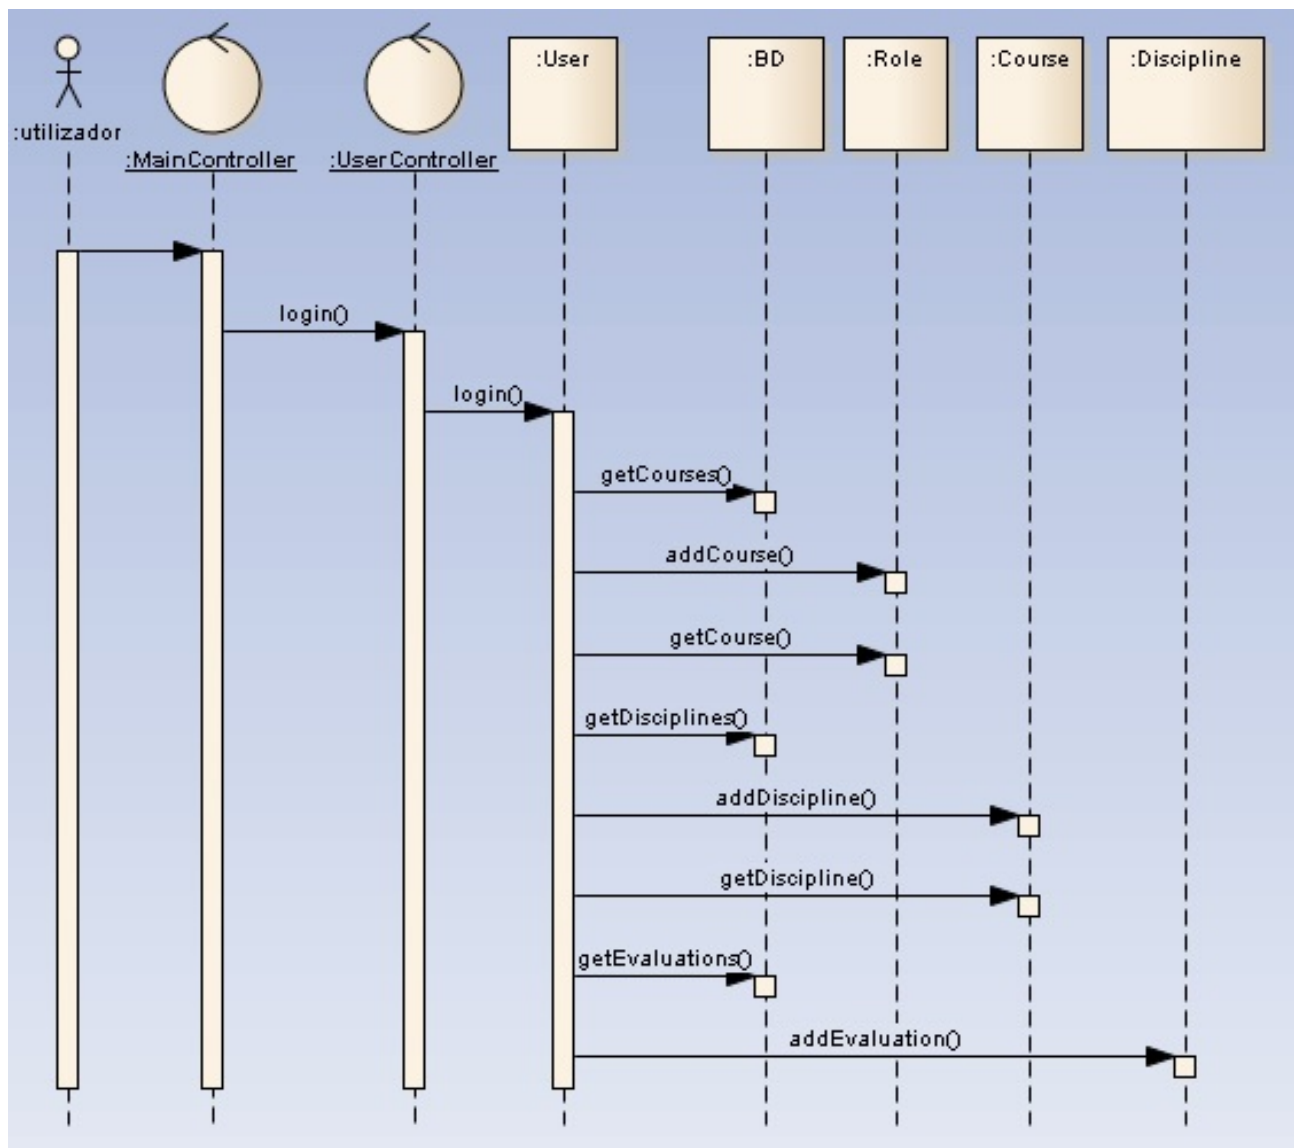 :User
:BD
:Role
:Course
:Discipline
:utilizador
:MainController
:UserController
login()
login()
getCourses()
addCourse()
getCourse()
getDisciplines()
addDiscipline()
getDiscipline()
getEvaluations()
addEvaluation()